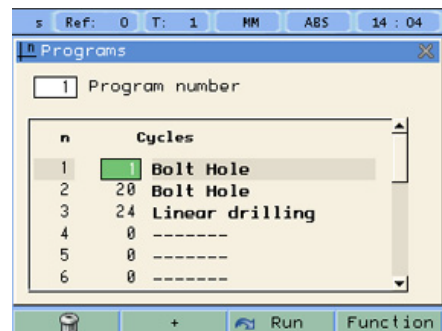 s Ref: 0 T: 1 MM ABS 14 : 04
n Programs
1 Program number
n Cycles
1 1 Bolt Hole
2 20 Bolt Hole
3 24 Linear drilling
4 0 -------
5 0 -------
6 0 -------
+ Run Function